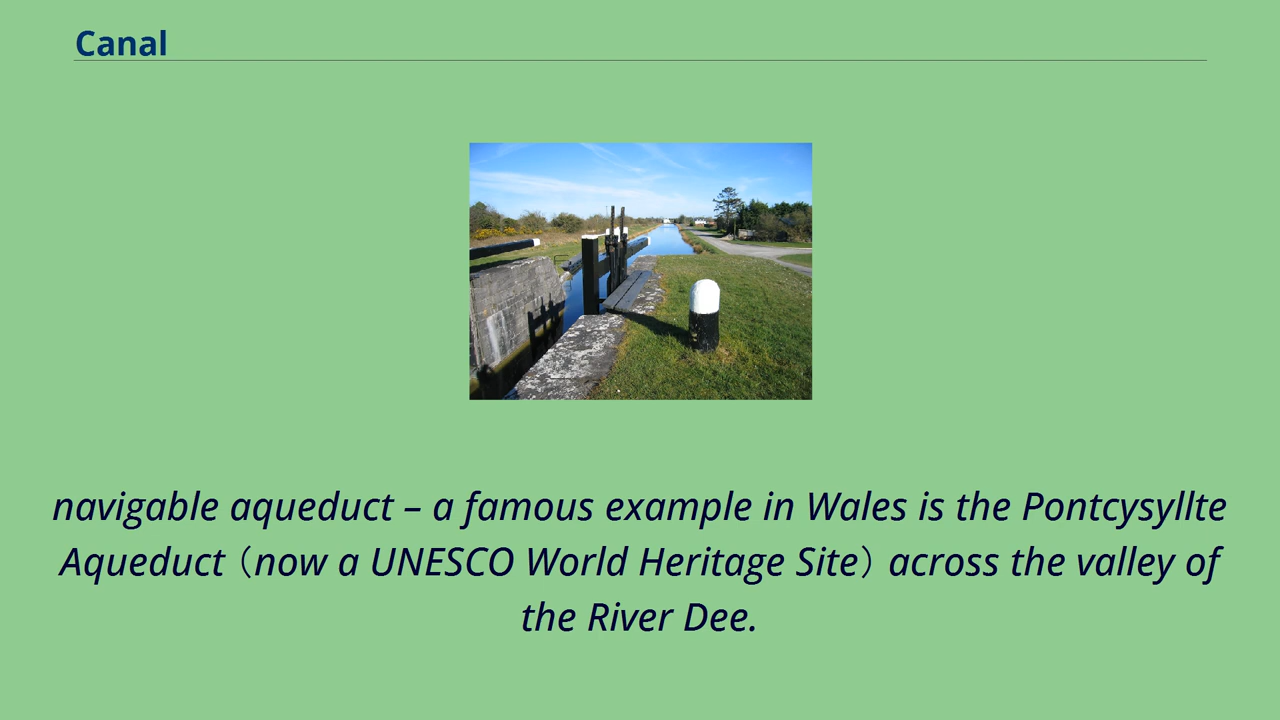 Canal
navigable aqueduct – a famous example in Wales is the Pontcysyllte
Aqueduct（now a UNESCO World Heritage Site）across the valley of
the River Dee.